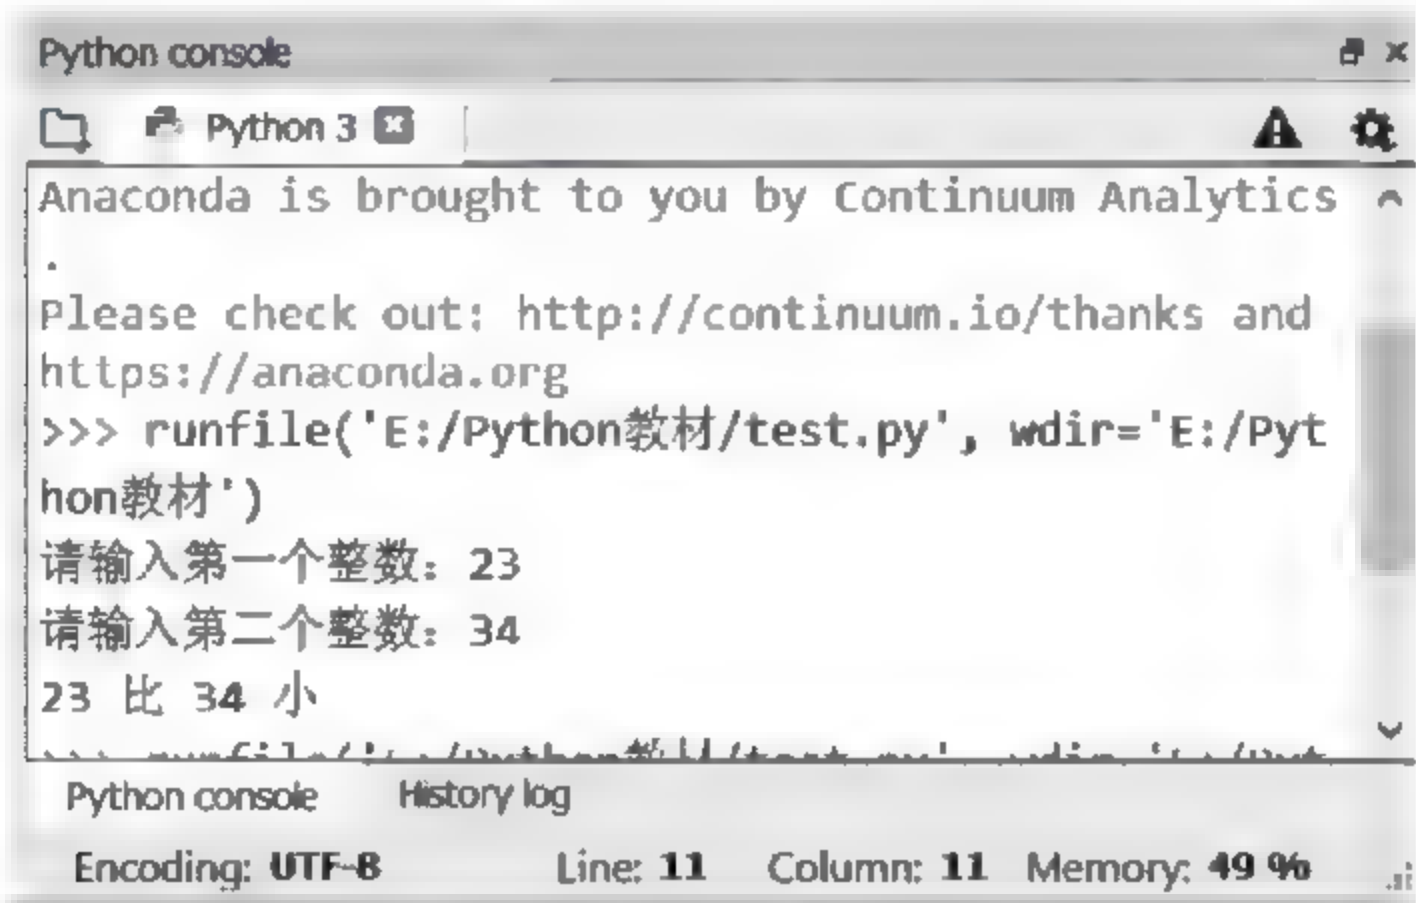 Python console
Python 3
Anaconda is brought to you by Continuum Analytics
.
Please check out: http://continuum.io/thanks and
https://anaconda.org
>>> runfile('E:/Python教材/test.py', wdir='E:/Pyt
hon教材')
请输入第一个整数: 23
请输入第二个整数: 34
23 比 34 小
Python console History log
Encoding: UTF-8 Line: 11 Column: 11 Memory: 49 %